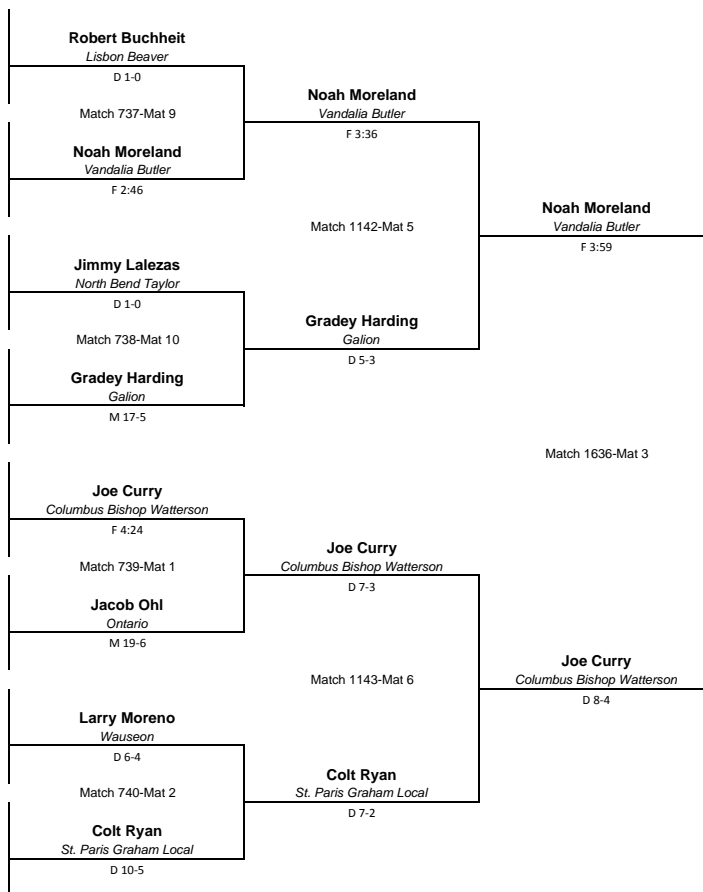 Robert Buchheit
Lisbon Beaver
D 1-0
Match 737-Mat 9
Noah Moreland
Vandalia Butler
F 2:46
Noah Moreland
Vandalia Butler
F 3:36
Match 1142-Mat 5
Noah Moreland
Vandalia Butler
F 3:59
Jimmy Lalezas
North Bend Taylor
D 1-0
Match 738-Mat 10
Gradey Harding
Galion
M 17-5
Gradey Harding
Galion
D 5-3
Match 1636-Mat 3
Joe Curry
Columbus Bishop Watterson
F 4:24
Match 739-Mat 1
Jacob Ohl
Ontario
M 19-6
Joe Curry
Columbus Bishop Watterson
D 7-3
Match 1143-Mat 6
Joe Curry
Columbus Bishop Watterson
D 8-4
Larry Moreno
Wauseon
D 6-4
Match 740-Mat 2
Colt Ryan
St. Paris Graham Local
D 10-5
Colt Ryan
St. Paris Graham Local
D 7-2